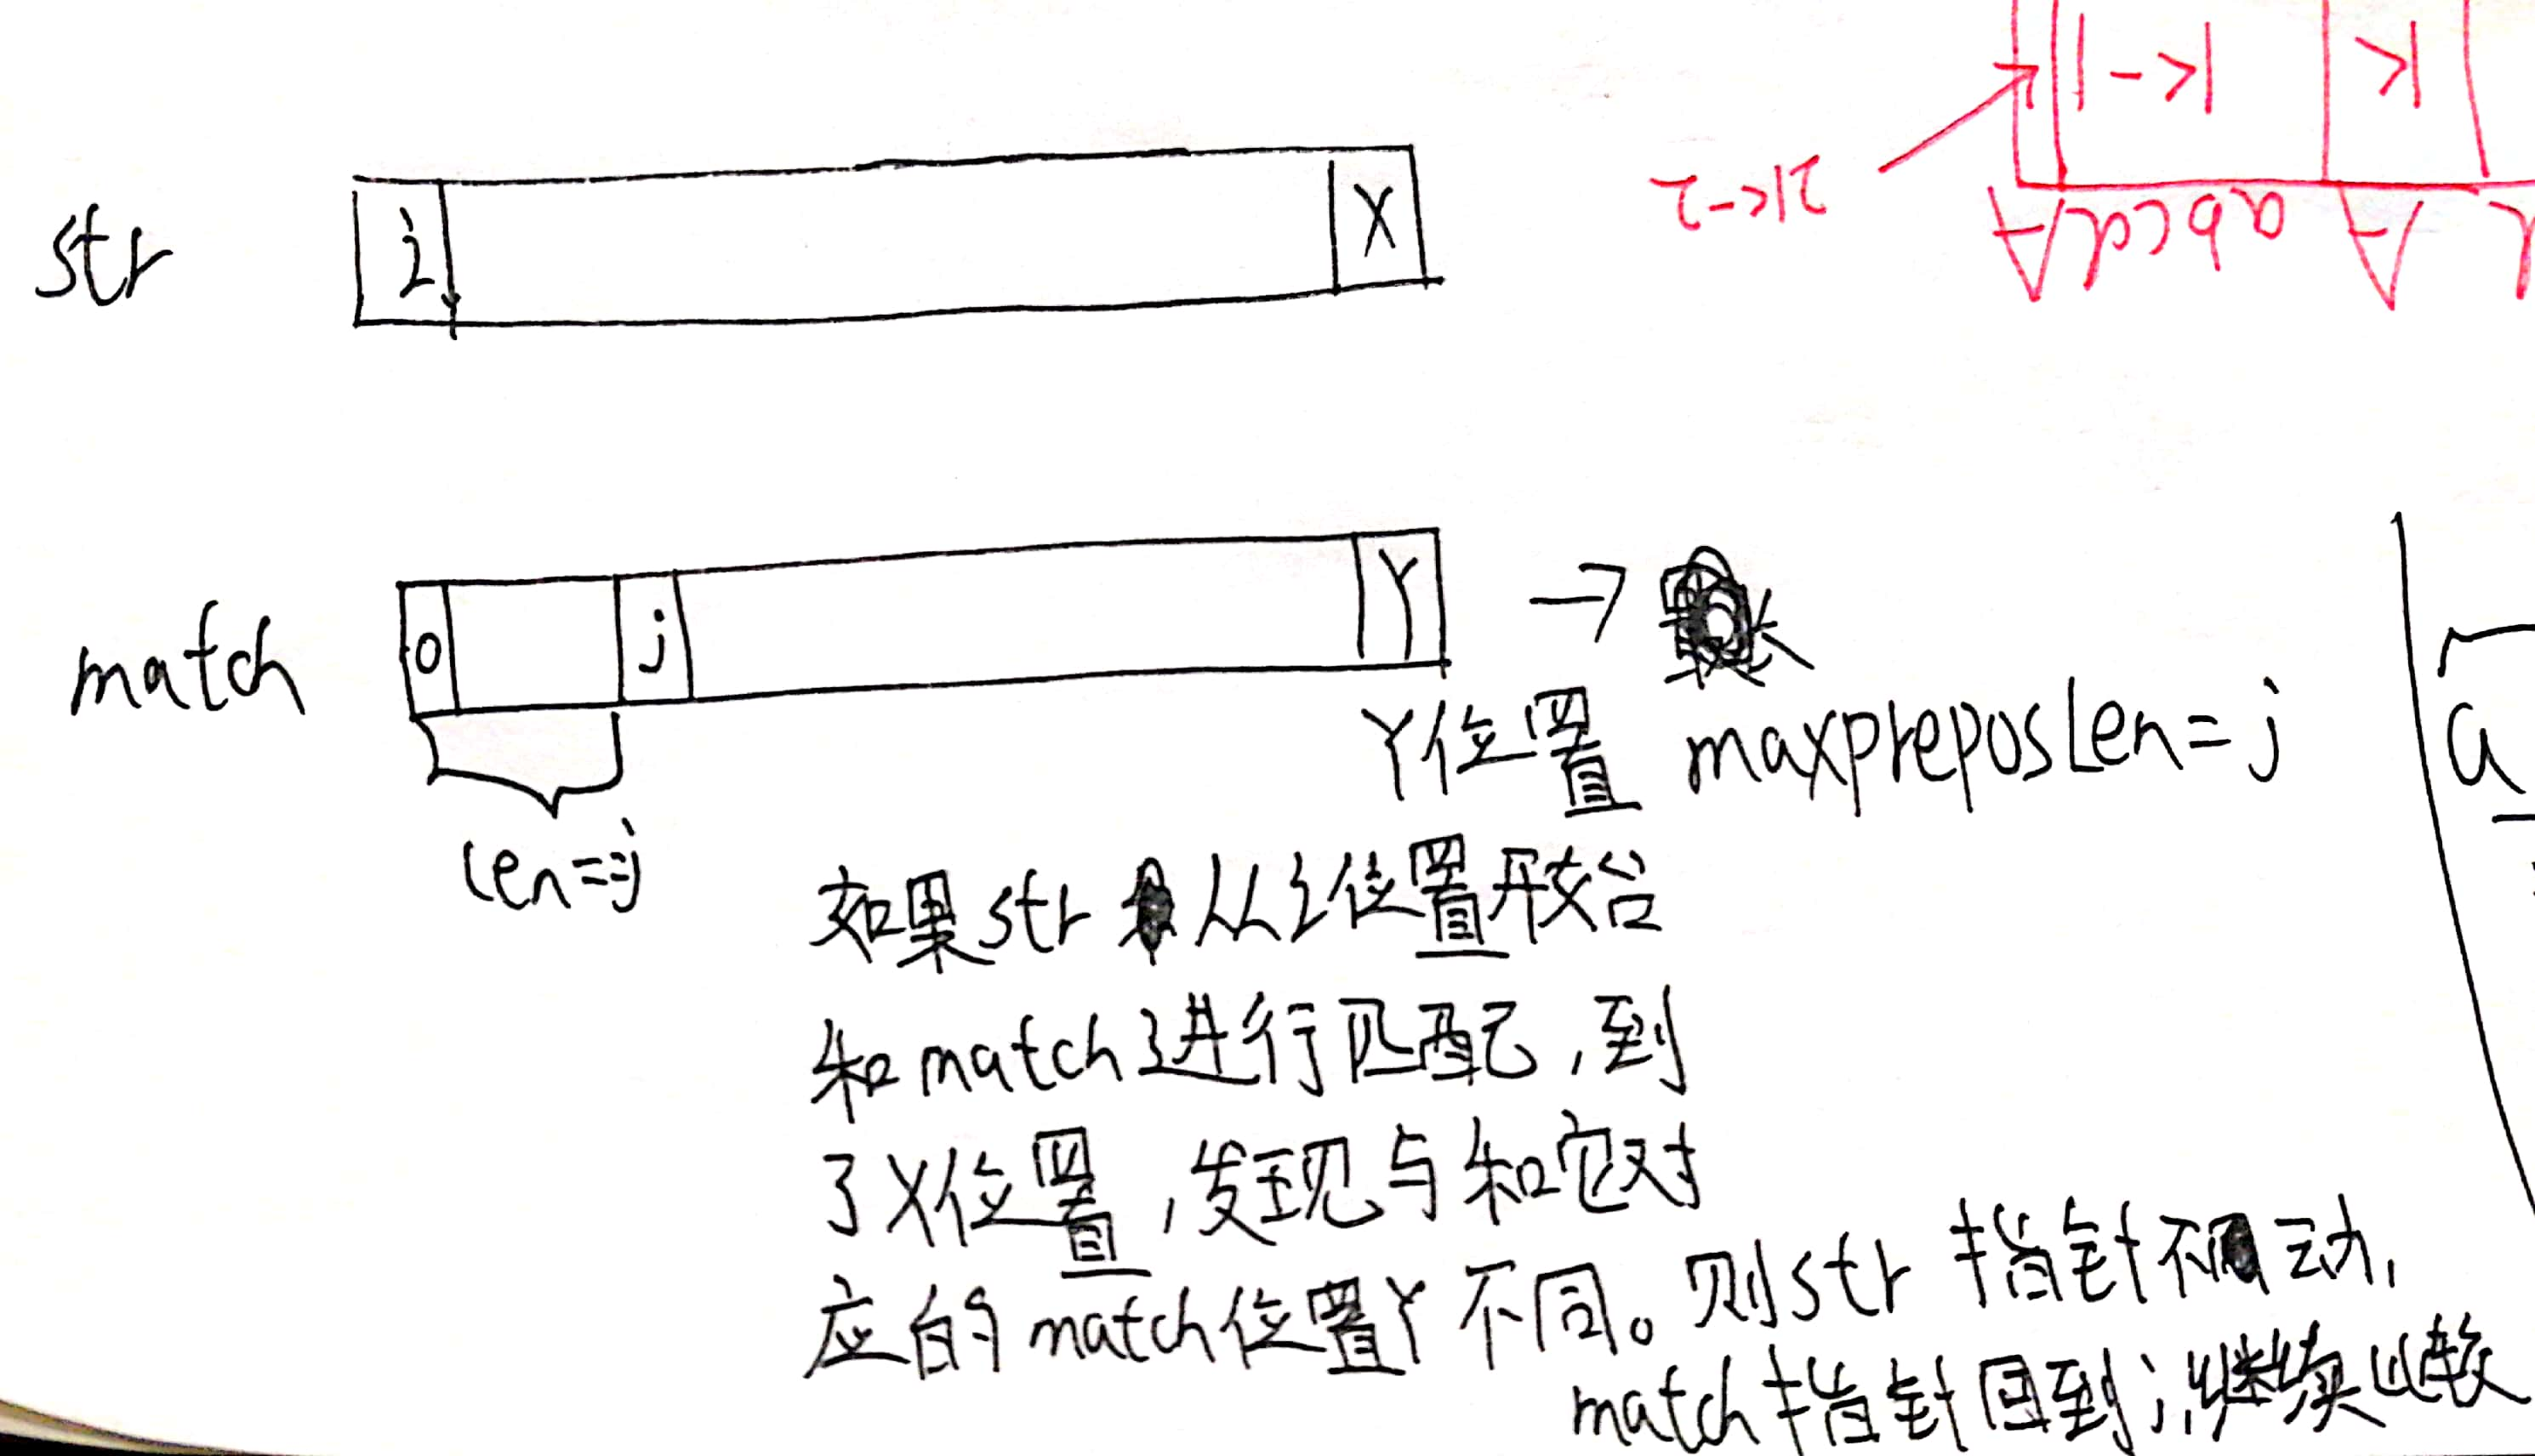 str
i
X
match
0
j
Y
→
Y位置 maxpreposLen=j
len==j
如果str 从i位置开始
和match进行匹配,到
了X位置,发现与和它对
应的match位置Y不同。则str 指针不动,
match指针回到j,继续比较
K-1
K
abca
a